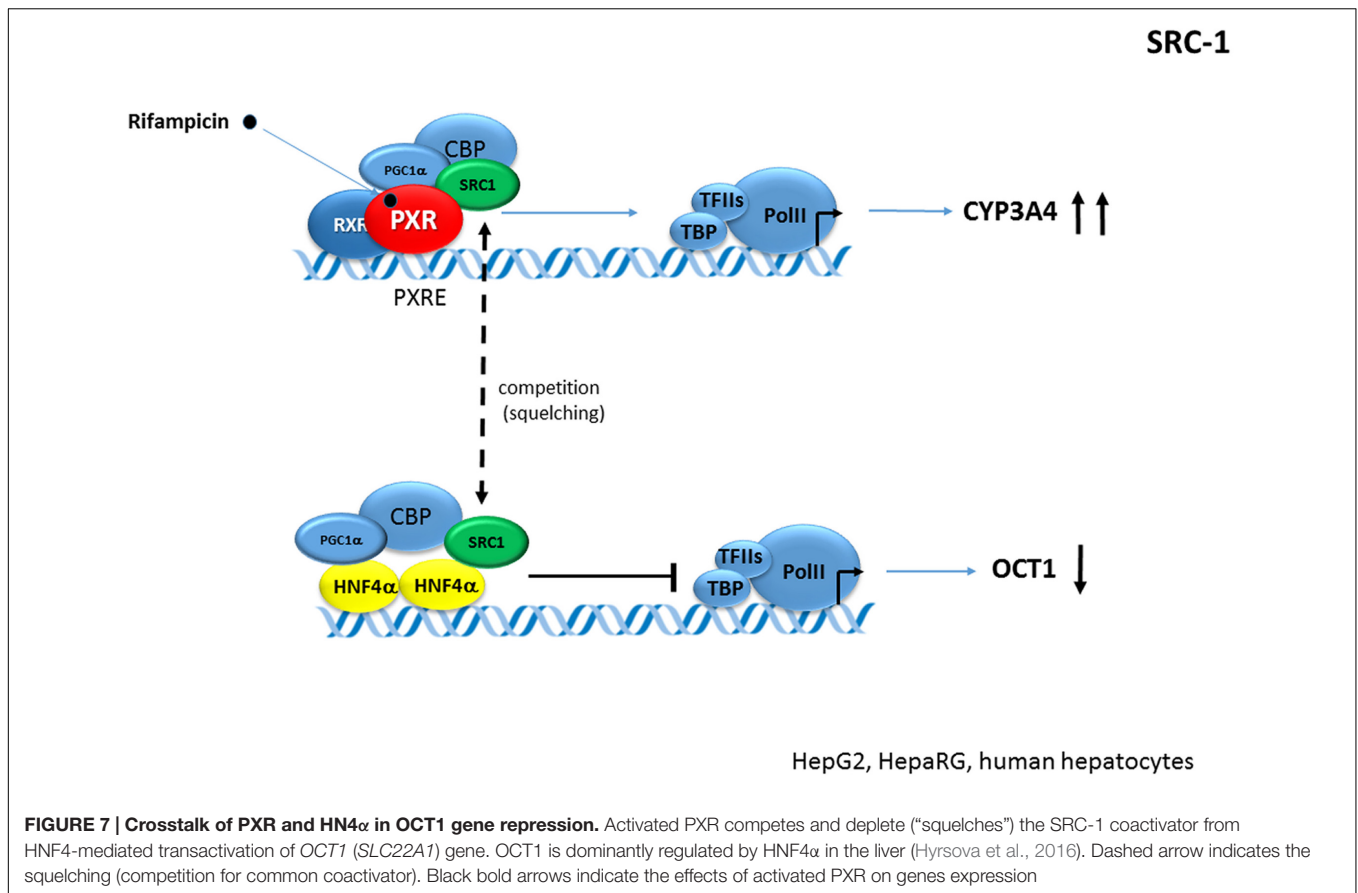 SRC-1
Rifampicin
CBP
PGC1α
SRC1
RXR
PXR
TFIIs
TBP
PolII
CYP3A4
PXRE
competition
(squelching)
CBP
PGC1α
SRC1
HNF4α
HNF4α
TFIIs
TBP
PolII
OCT1
HepG2, HepaRG, human hepatocytes
FIGURE 7 | Crosstalk of PXR and HN4α in OCT1 gene repression. Activated PXR competes and deplete (“squelches”) the SRC-1 coactivator from
HNF4-mediated transactivation of OCT1 (SLC22A1) gene. OCT1 is dominantly regulated by HNF4α in the liver (Hyrsova et al., 2016). Dashed arrow indicates the
squelching (competition for common coactivator). Black bold arrows indicate the effects of activated PXR on genes expression